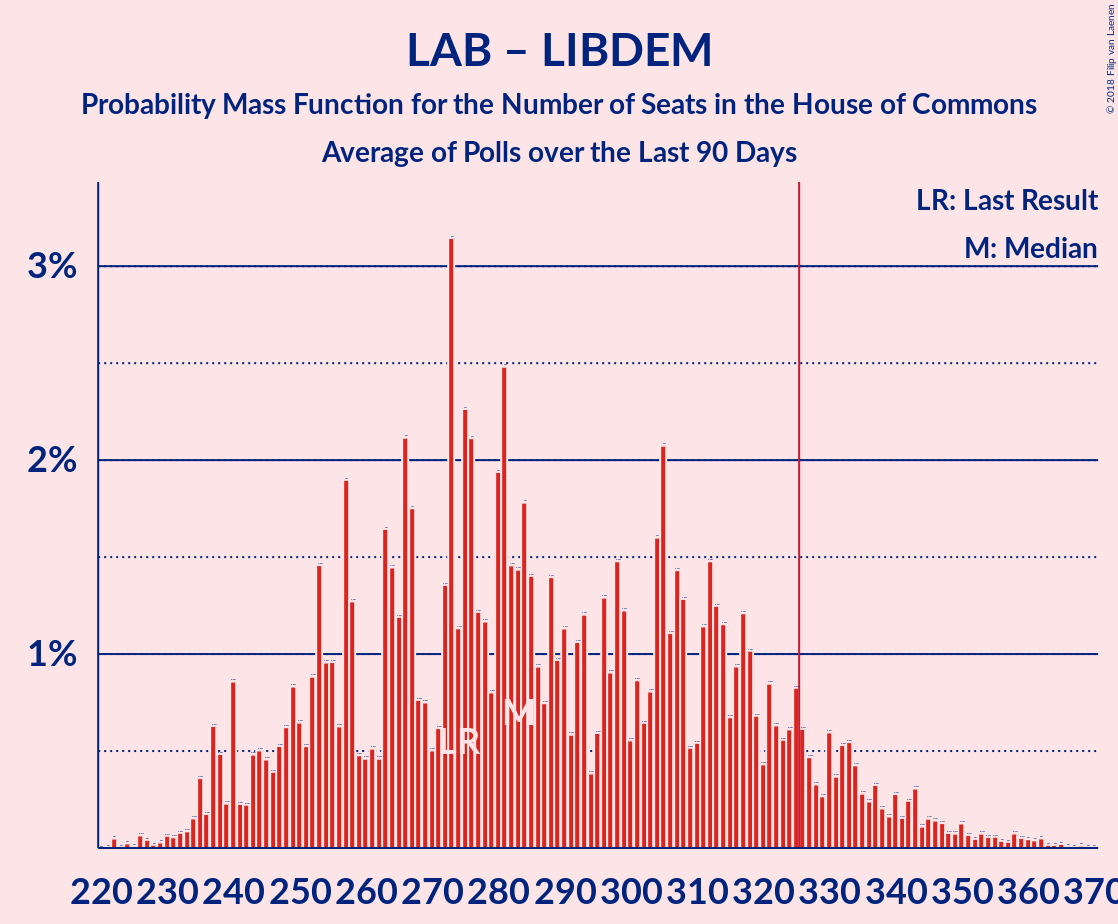 LAB – LIBDEM
Probability Mass Function for the Number of Seats in the House of Commons
Average of Polls over the Last 90 Days
© 2018 Filip van Laenen
LR: Last Result
M: Median
3%
2%
1%
M
LR
220 230 240 250 260 270 280 290 300 310 320 330 340 350 360 370